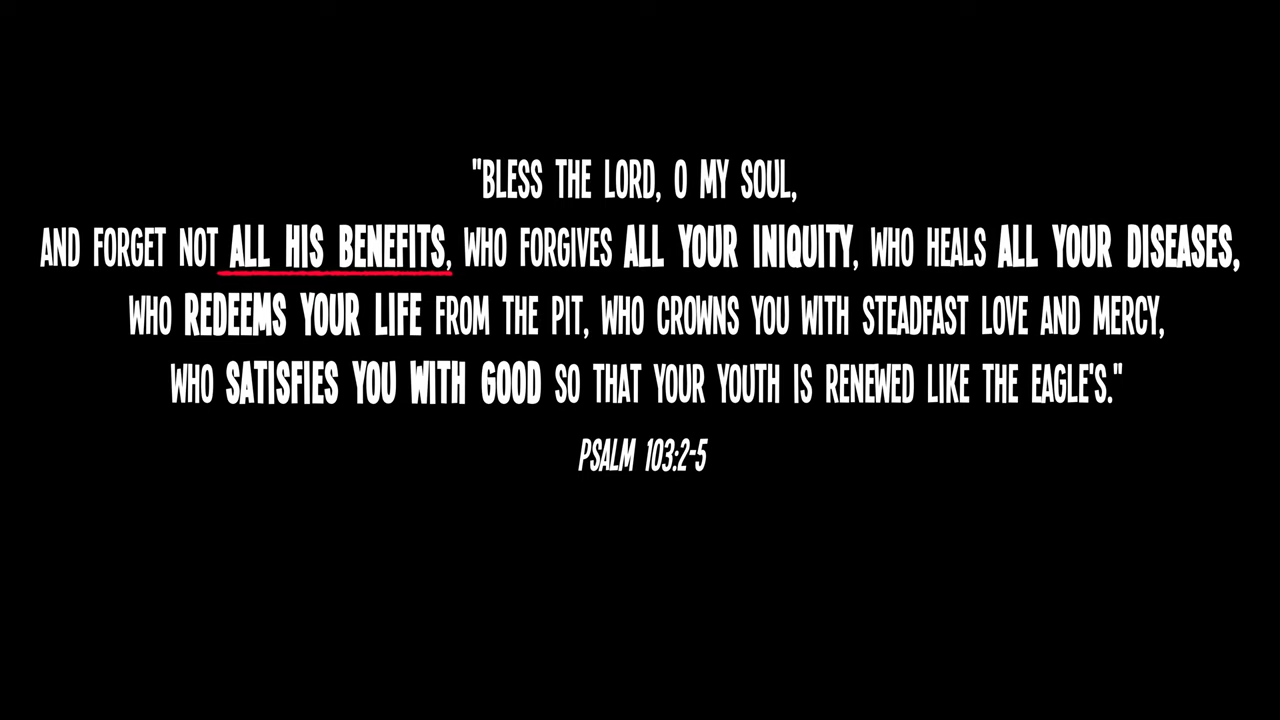 "BLESS THE LORD, O MY SOUL,
AND FORGET NOT ALL HIS BENEFITS, WHO FORGIVES ALL YOUR INIQUITY, WHO HEALS ALL YOUR DISEASES,
WHO REDEEMS YOUR LIFE FROM THE PIT, WHO CROWNS YOU WITH STEADFAST LOVE AND MERCY,
WHO SATISFIES YOU WITH GOOD SO THAT YOUR YOUTH IS RENEWED LIKE THE EAGLE'S."
PSALM 103:2-5